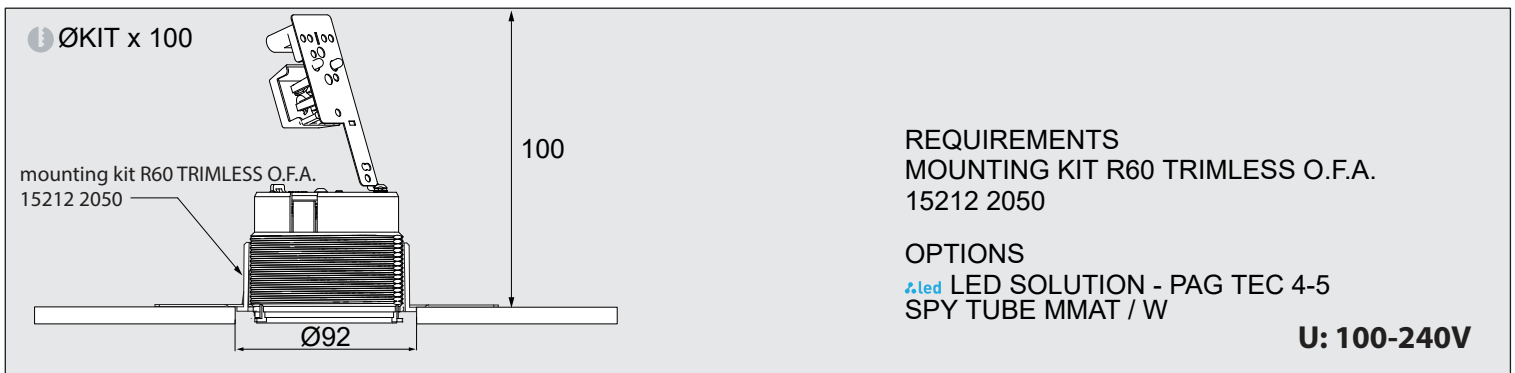 ØKIT x 100
100
mounting kit R60 TRIMLESS O.F.A.
15212 2050
Ø92
REQUIREMENTS
MOUNTING KIT R60 TRIMLESS O.F.A.
15212 2050
OPTIONS
led LED SOLUTION - PAG TEC 4-5
SPY TUBE MMAT / W
U: 100-240V